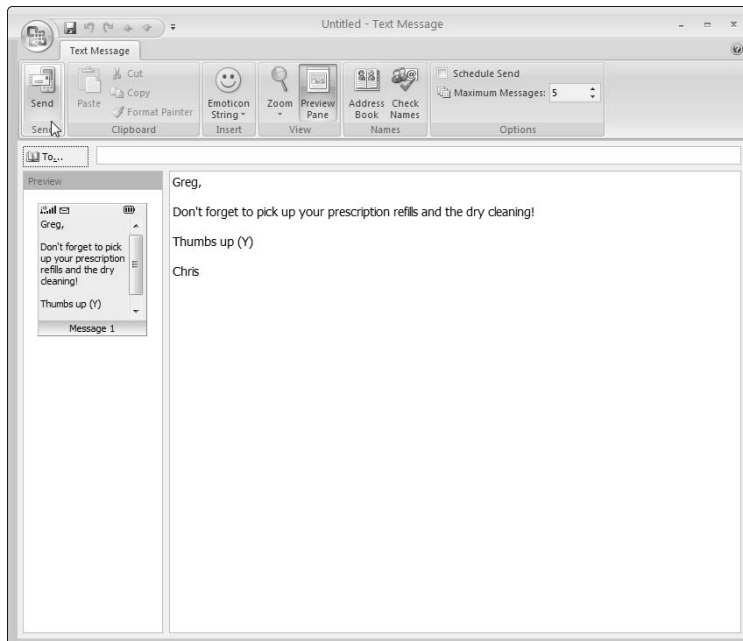 Untitled - Text Message
Text Message
Send
Paste
Cut
Copy
Format Painter
Emoticon
String
Zoom
Preview
Pane
Address
Book
Check
Names
Schedule Send
Maximum Messages: 5
Send
Clipboard
Insert
View
Names
Options
To...
Preview
Greg,
Don't forget to pick
up your prescription
refills and the dry
cleaning!
Thumbs up (Y)
Message 1
Greg,
Don't forget to pick up your prescription refills and the dry cleaning!
Thumbs up (Y)
Chris